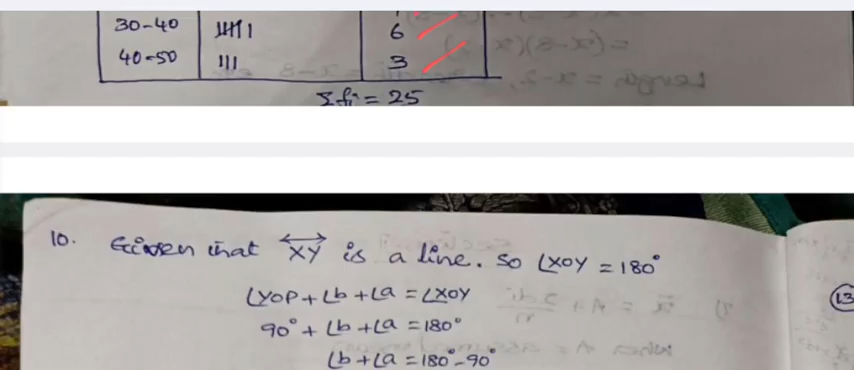 30-40 𝍸 | 6
40-50 ||| 3
Σfi = 25
10. Given that XY is a line. So ∠XOY = 180°
∠YOP + ∠b + ∠a = ∠XOY
90° + ∠b + ∠a = 180°
13
∠b + ∠a = 180° - 90°